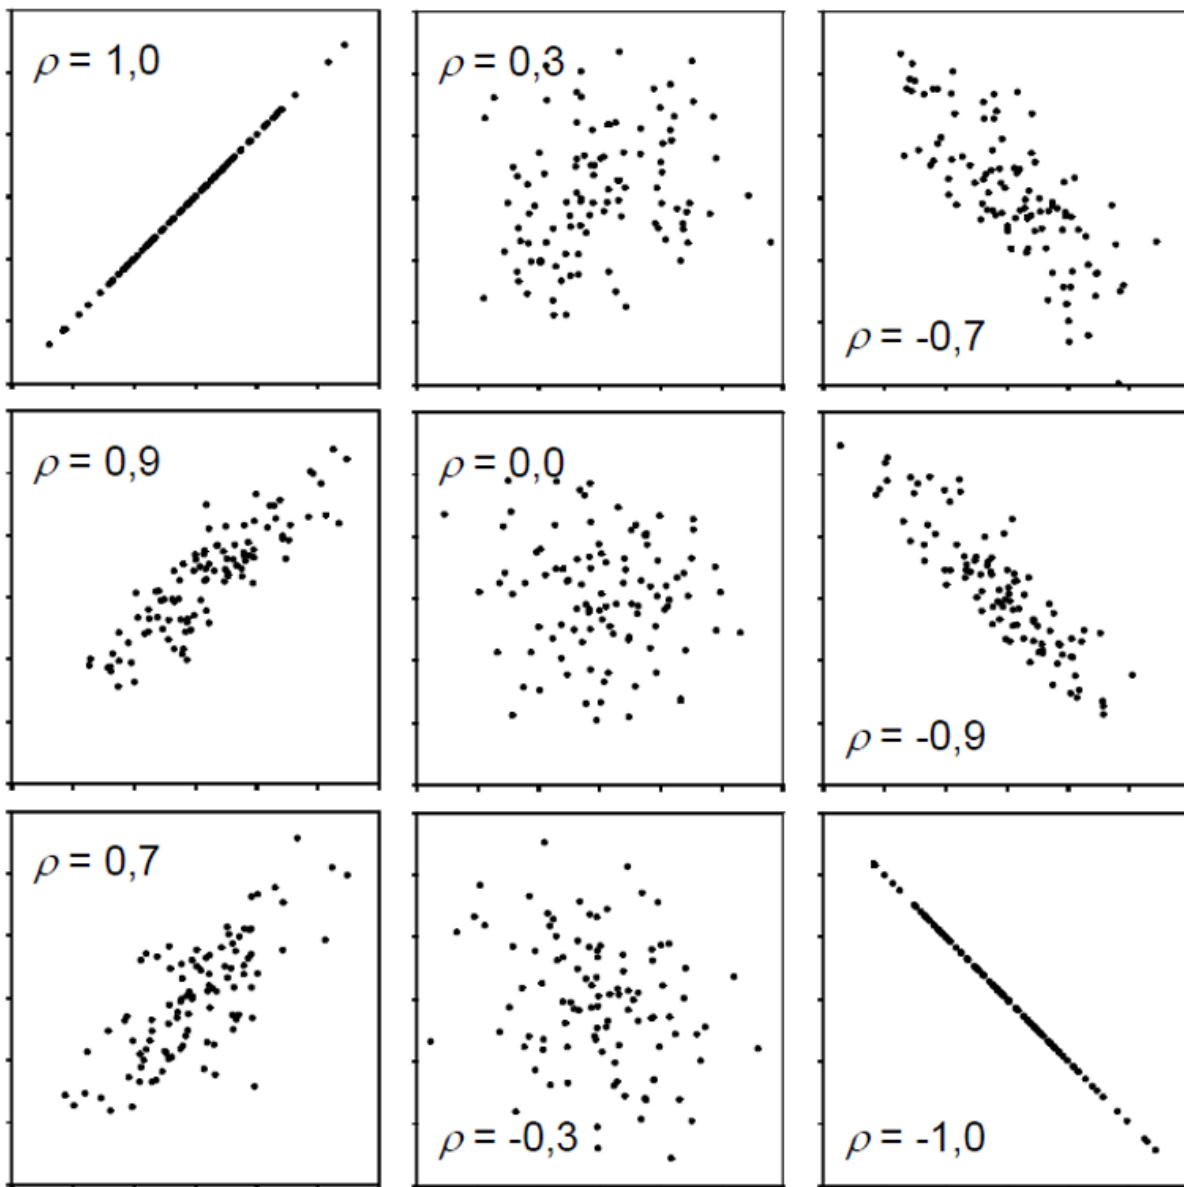 ρ = 1,0
ρ = 0,3
ρ = -0,7
ρ = 0,9
ρ = 0,0
ρ = -0,9
ρ = 0,7
ρ = -0,3
ρ = -1,0